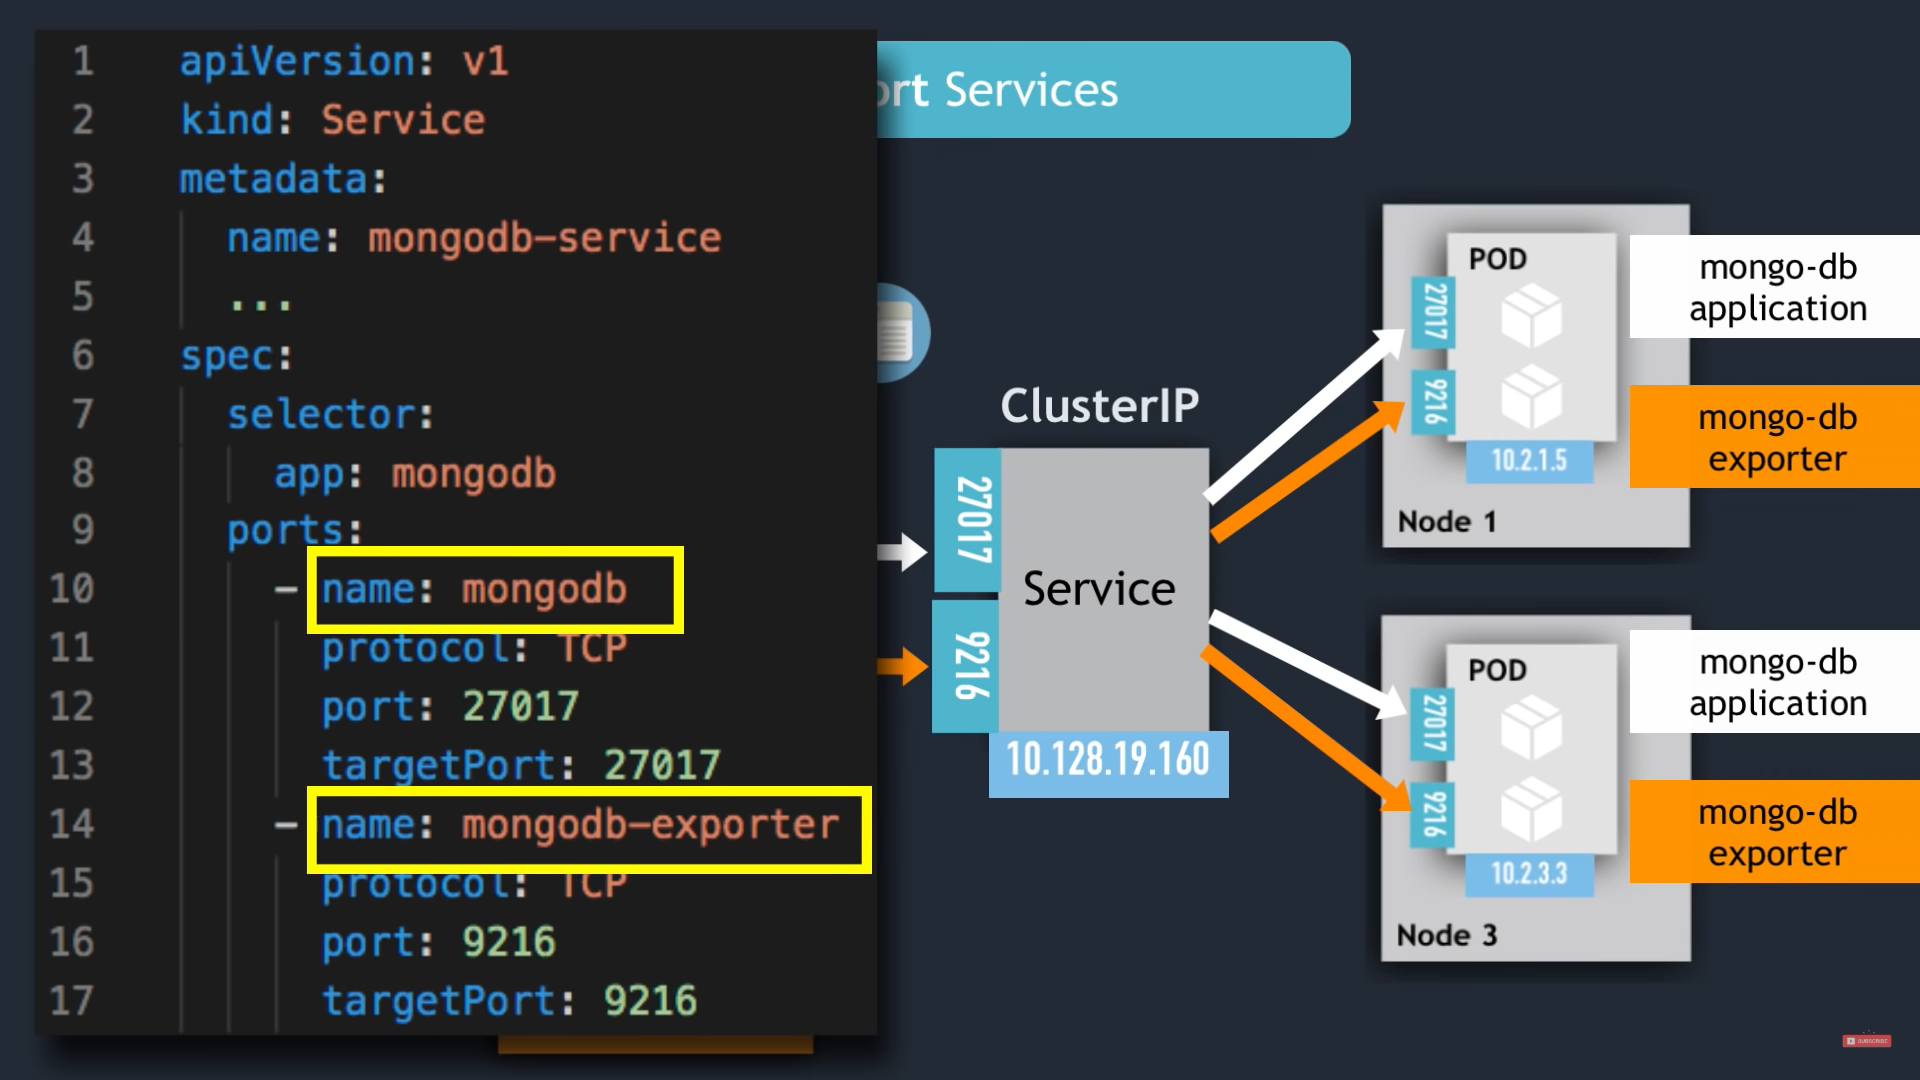 1 apiVersion: v1
2 kind: Service
3 metadata:
4 name: mongodb-service
5 ...
6 spec:
7 selector:
8 app: mongodb
9 ports:
10 - name: mongodb
11 protocol: TCP
12 port: 27017
13 targetPort: 27017
14 - name: mongodb-exporter
15 protocol: TCP
16 port: 9216
17 targetPort: 9216
ort Services
ClusterIP
27017
9216
Service
10.128.19.160
POD
27017
9216
10.2.1.5
Node 1
mongo-db
application
mongo-db
exporter
POD
27017
9216
10.2.3.3
Node 3
mongo-db
application
mongo-db
exporter
SUBSCRIBE